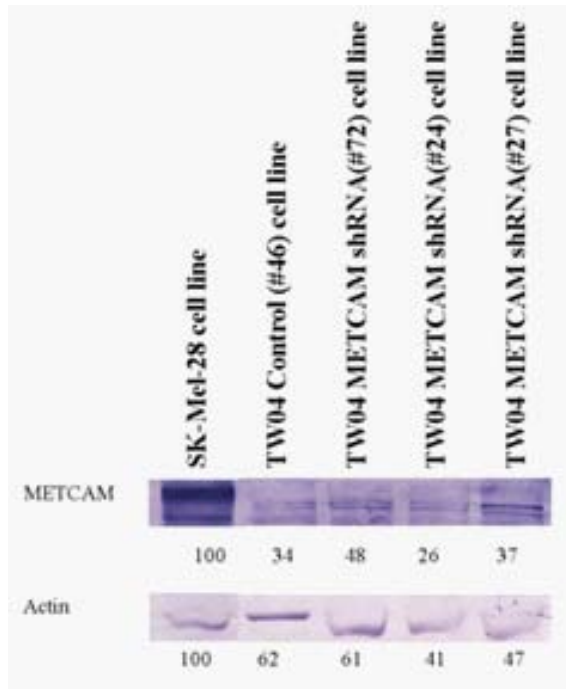 SK-Mel-28 cell line
TW04 Control (#46) cell line
TW04 METCAM shRNA(#72) cell line
TW04 METCAM shRNA(#24) cell line
TW04 METCAM shRNA(#27) cell line
METCAM
100 34 48 26 37
Actin
100 62 61 41 47